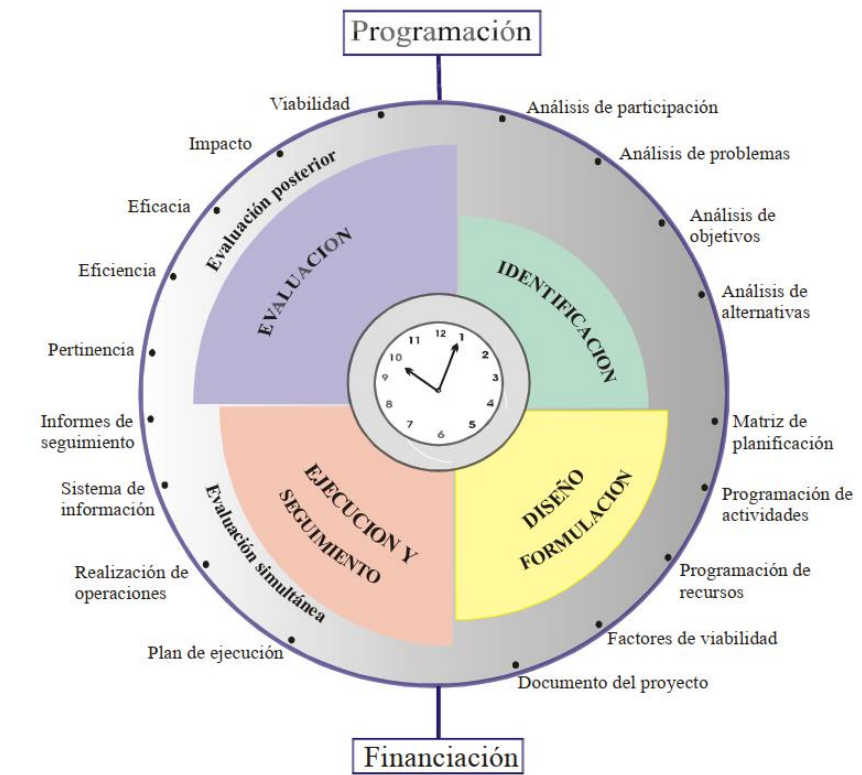 Programación
Análisis de participación
Análisis de problemas
Análisis de
objetivos
Análisis de
alternativas
Matriz de
planificación
Programación de
actividades
Programación de
recursos
Factores de viabilidad
Documento del proyecto
Financiación
Plan de ejecución
Realización de
operaciones
Sistema de
información
Informes de
seguimiento
Pertinencia
Eficiencia
Eficacia
Impacto
Viabilidad
Evaluación posterior
EVALUACION
IDENTIFICACION
DISEÑO
FORMULACION
EJECUCION Y
SEGUIMIENTO
Evaluación simultánea
12
1
2
3
4
5
6
7
8
9
10
11